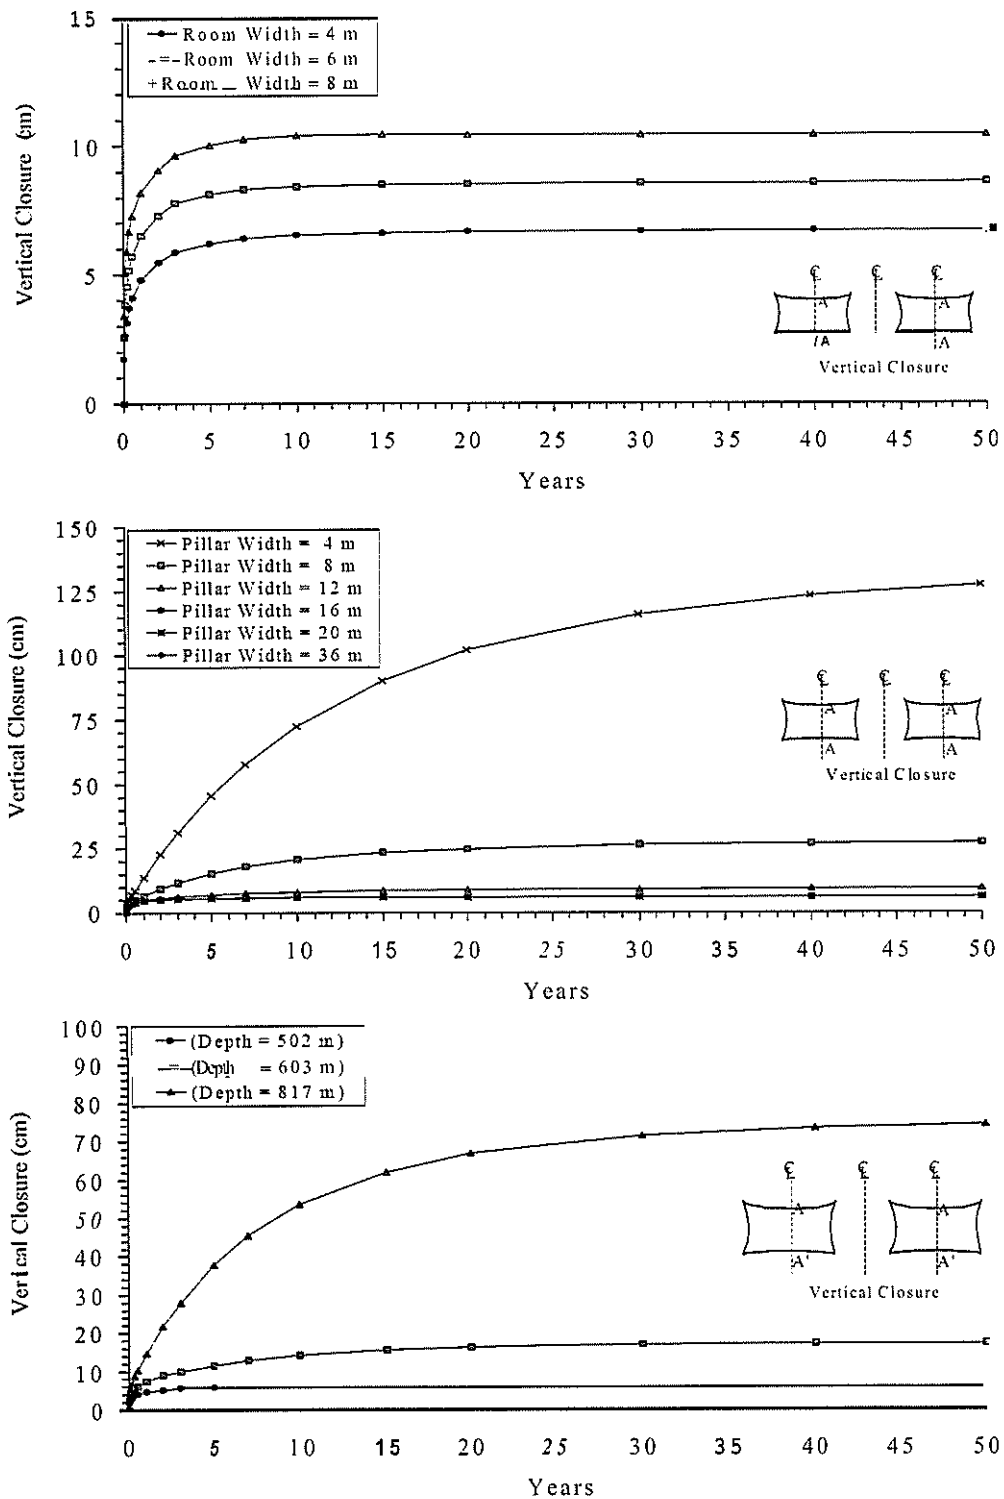 15
Room Width = 4 m
-=-Room Width = 6 m
+Room _ Width = 8 m
10
Vertical Closure (cm)
5
℄ ℄ ℄
A A
/A A
Vertical Closure
0
0 5 10 15 20 25 30 35 40 45 50
Years
150
Pillar Width = 4 m
Pillar Width = 8 m
Pillar Width = 12 m
Pillar Width = 16 m
Pillar Width = 20 m
Pillar Width = 36 m
125
100
Vertical Closure (cm)
75
50
25
0
℄ ℄ ℄
A A
A A
Vertical Closure
0 5 10 15 20 25 30 35 40 45 50
Years
100
(Depth = 502 m)
(Depth = 603 m)
(Depth = 817 m)
90
80
70
60
Vertical Closure (cm)
50
40
30
20
10
0
℄ ℄ ℄
A A
A' A'
Vertical Closure
0 5 10 15 20 25 30 35 40 45 50
Years